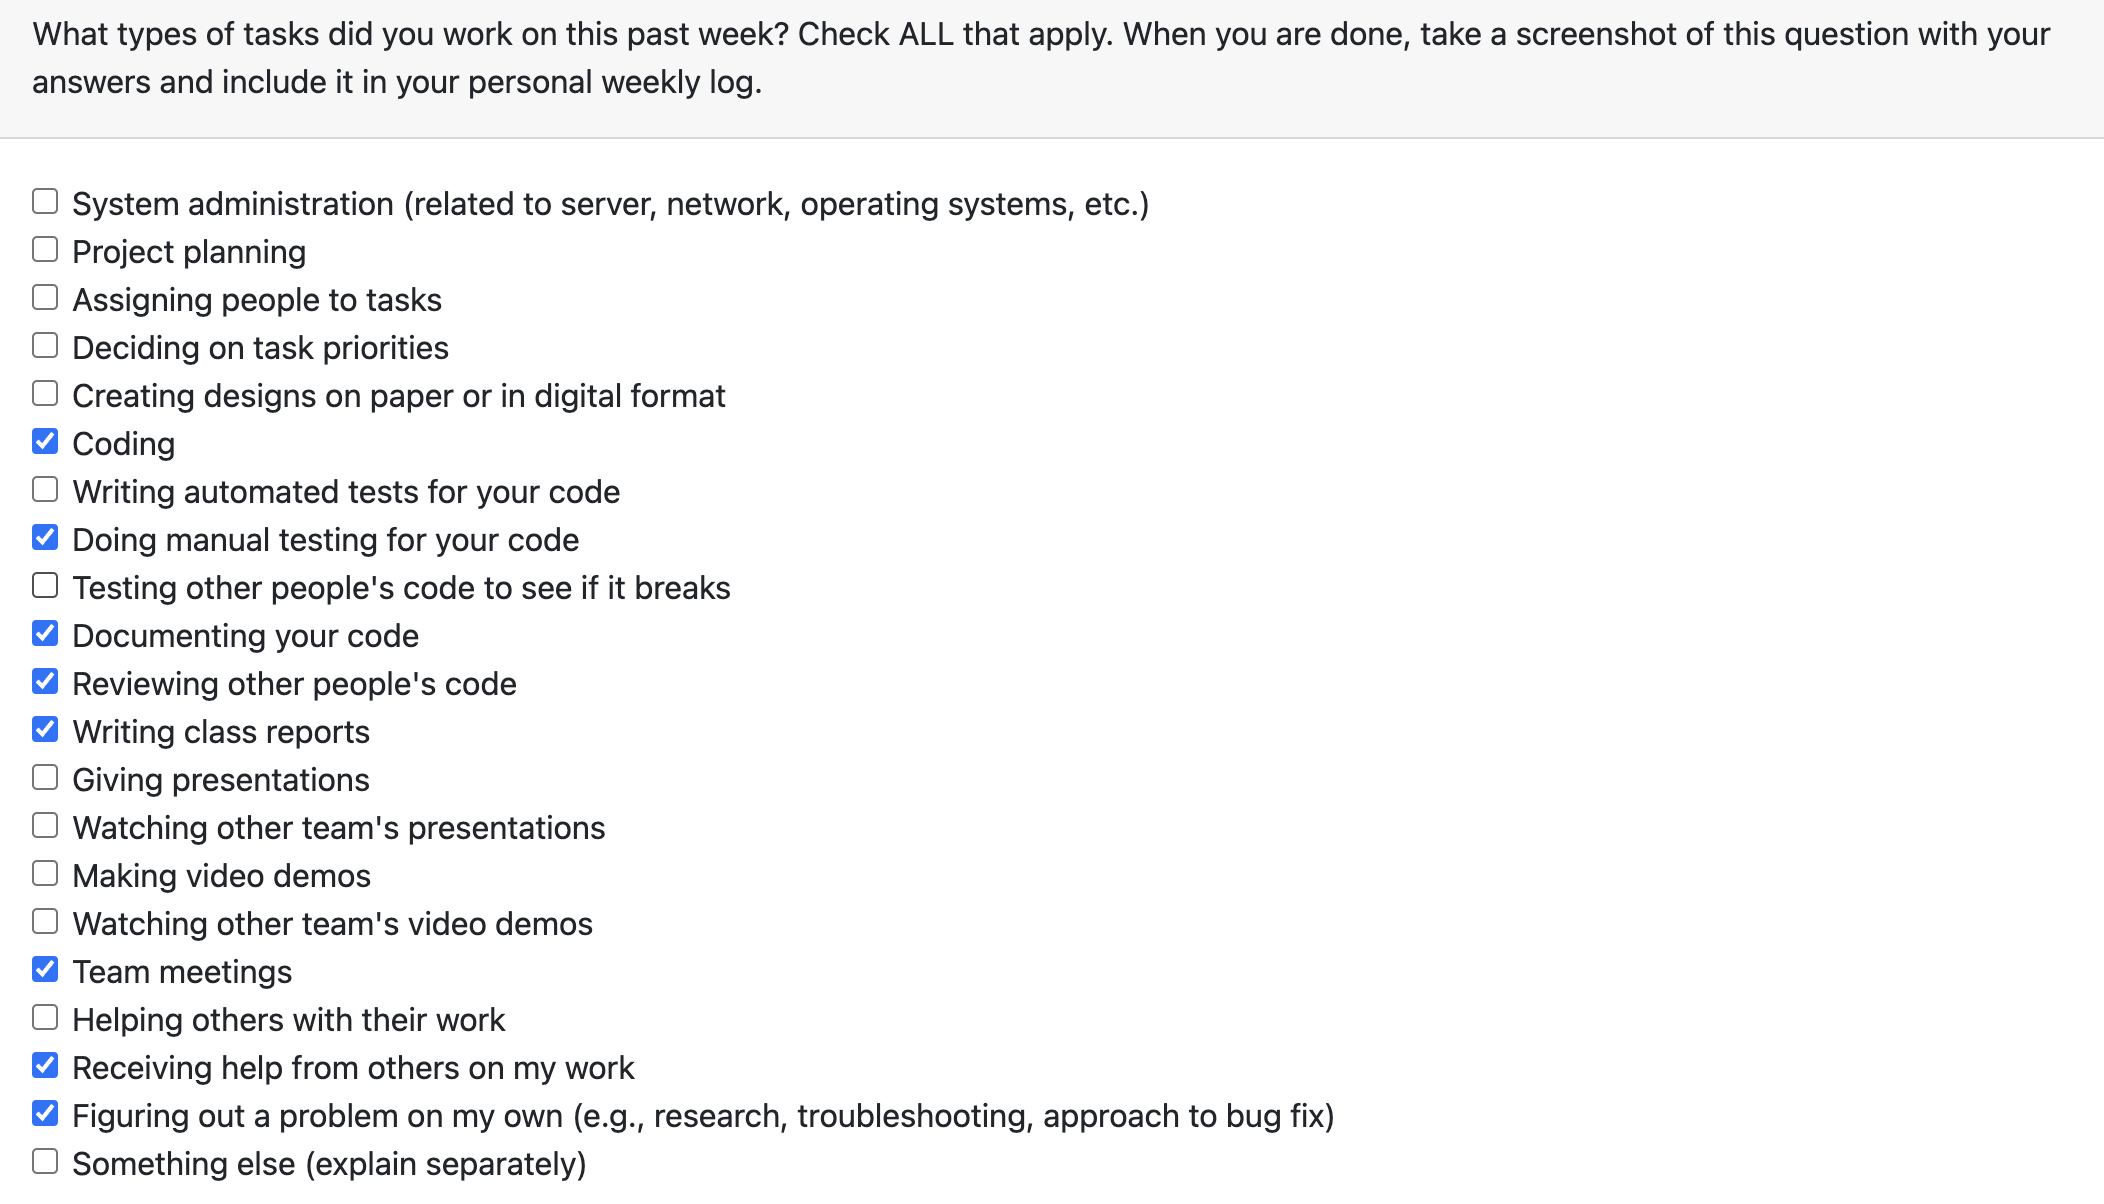 What types of tasks did you work on this past week? Check ALL that apply. When you are done, take a screenshot of this question with your
answers and include it in your personal weekly log.
System administration (related to server, network, operating systems, etc.)
Project planning
Assigning people to tasks
Deciding on task priorities
Creating designs on paper or in digital format
Coding
Writing automated tests for your code
Doing manual testing for your code
Testing other people's code to see if it breaks
Documenting your code
Reviewing other people's code
Writing class reports
Giving presentations
Watching other team's presentations
Making video demos
Watching other team's video demos
Team meetings
Helping others with their work
Receiving help from others on my work
Figuring out a problem on my own (e.g., research, troubleshooting, approach to bug fix)
Something else (explain separately)